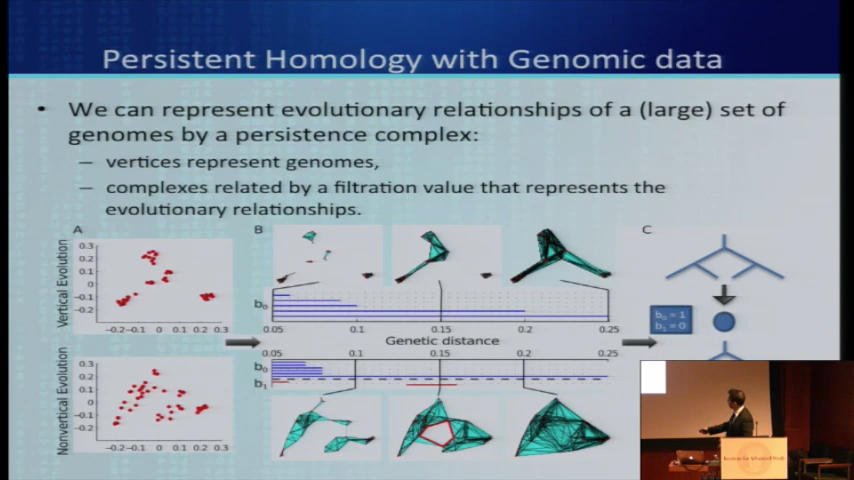 Persistent Homology with Genomic data
• We can represent evolutionary relationships of a (large) set of
genomes by a persistence complex:
– vertices represent genomes,
– complexes related by a filtration value that represents the
evolutionary relationships.
A
B
C
Vertical Evolution
0.3
0.2
0.1
0
−0.1
−0.2
−0.2 −0.1 0 0.1 0.2 0.3
b0
0.05 0.1 0.15 0.2 0.25
Genetic distance
0.05 0.1 0.15 0.2 0.25
b0
b1
b0 = 1
b1 = 0
Nonvertical Evolution
0.3
0.2
0.1
0
−0.1
−0.2
−0.2 −0.1 0 0.1 0.2 0.3
Institute for Advanced Study